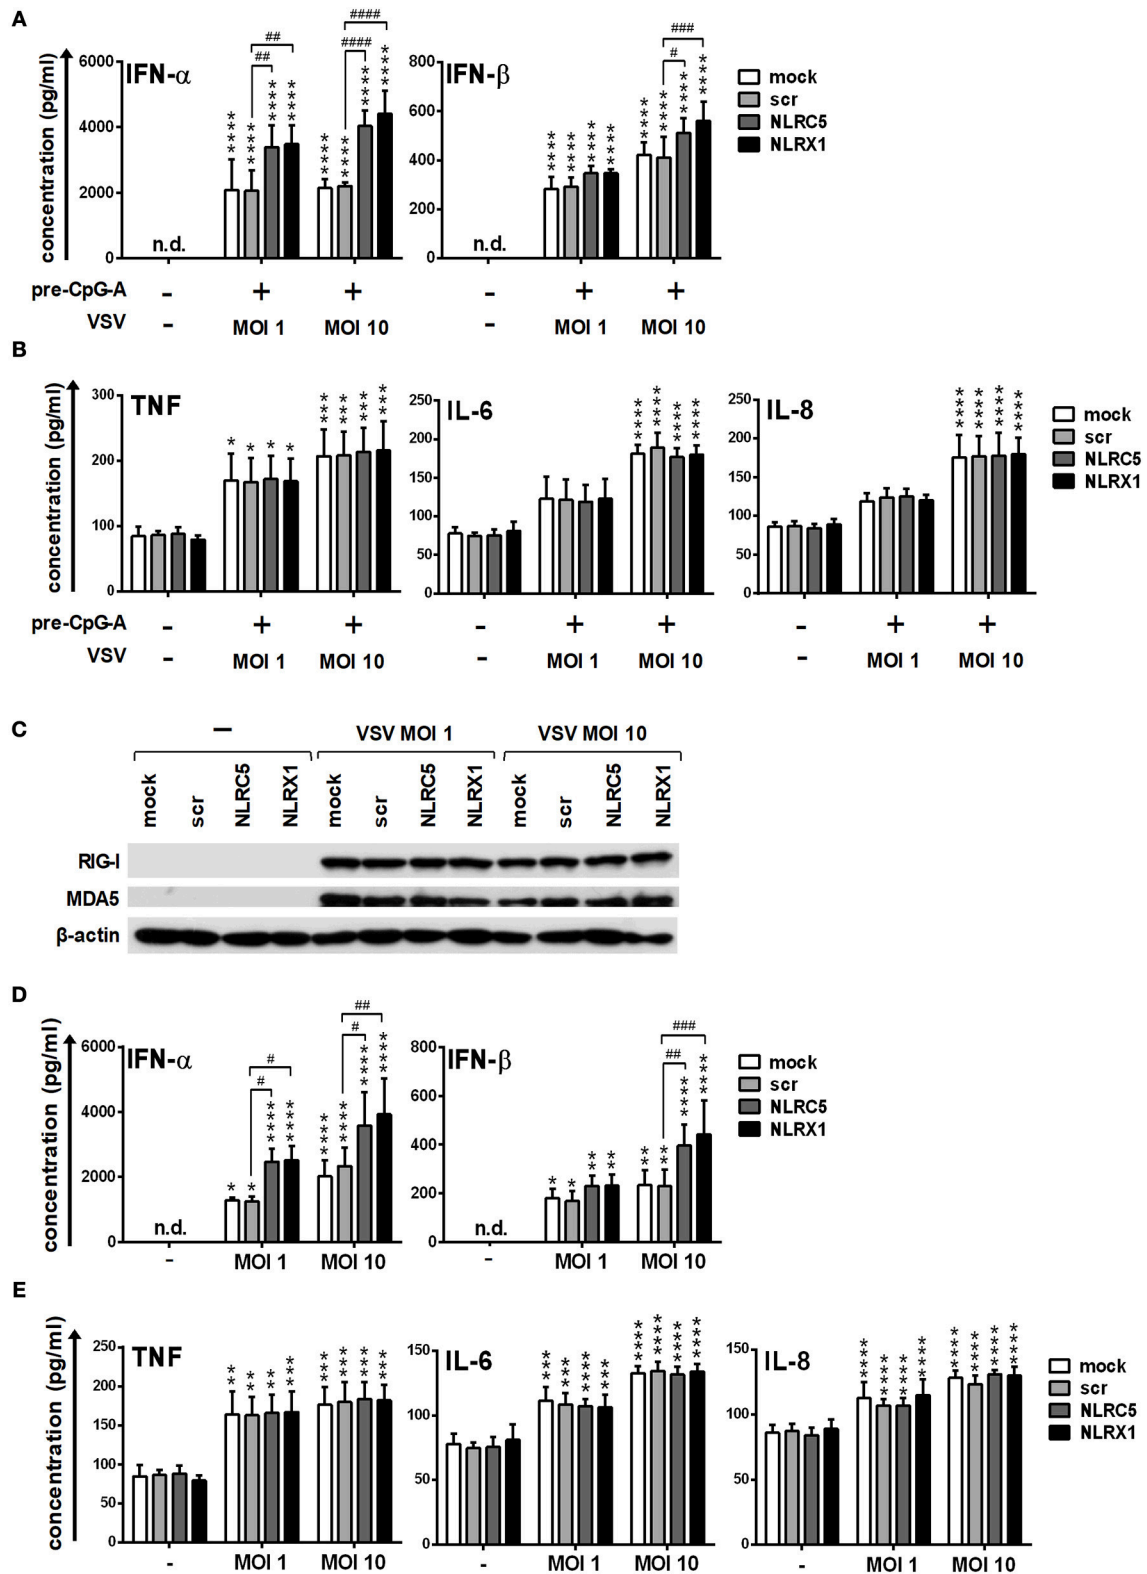 A
concentration (pg/ml)
IFN-α
6000
4000
2000
0
n.d.
****
****
****
****
##
##
****
****
****
****
####
####
IFN-β
800
600
400
200
0
n.d.
****
****
****
****
****
****
****
****
#
###
mock
scr
NLRC5
NLRX1
pre-CpG-A - + + - + +
VSV - MOI 1 MOI 10 - MOI 1 MOI 10
B
concentration (pg/ml)
TNF
300
200
100
0
* * * *
*** *** *** ***
IL-6
250
200
150
100
50
0
**** **** **** ****
IL-8
250
200
150
100
50
0
**** **** **** ****
mock
scr
NLRC5
NLRX1
pre-CpG-A - + + - + + - + +
VSV - MOI 1 MOI 10 - MOI 1 MOI 10 - MOI 1 MOI 10
C
– VSV MOI 1 VSV MOI 10
mock scr NLRC5 NLRX1 mock scr NLRC5 NLRX1 mock scr NLRC5 NLRX1
RIG-I
MDA5
β-actin
D
concentration (pg/ml)
IFN-α
6000
4000
2000
0
n.d.
* * **** ****
#
#
**** **** **** ****
#
##
- MOI 1 MOI 10
IFN-β
800
600
400
200
0
n.d.
* * ** **
** ** **** ****
##
###
- MOI 1 MOI 10
mock
scr
NLRC5
NLRX1
E
concentration (pg/ml)
TNF
250
200
150
100
50
0
** ** ** ***
*** *** *** ***
- MOI 1 MOI 10
IL-6
150
100
50
0
*** *** **** ***
**** **** **** ****
- MOI 1 MOI 10
IL-8
150
100
50
0
**** **** **** ****
**** **** **** ****
- MOI 1 MOI 10
mock
scr
NLRC5
NLRX1